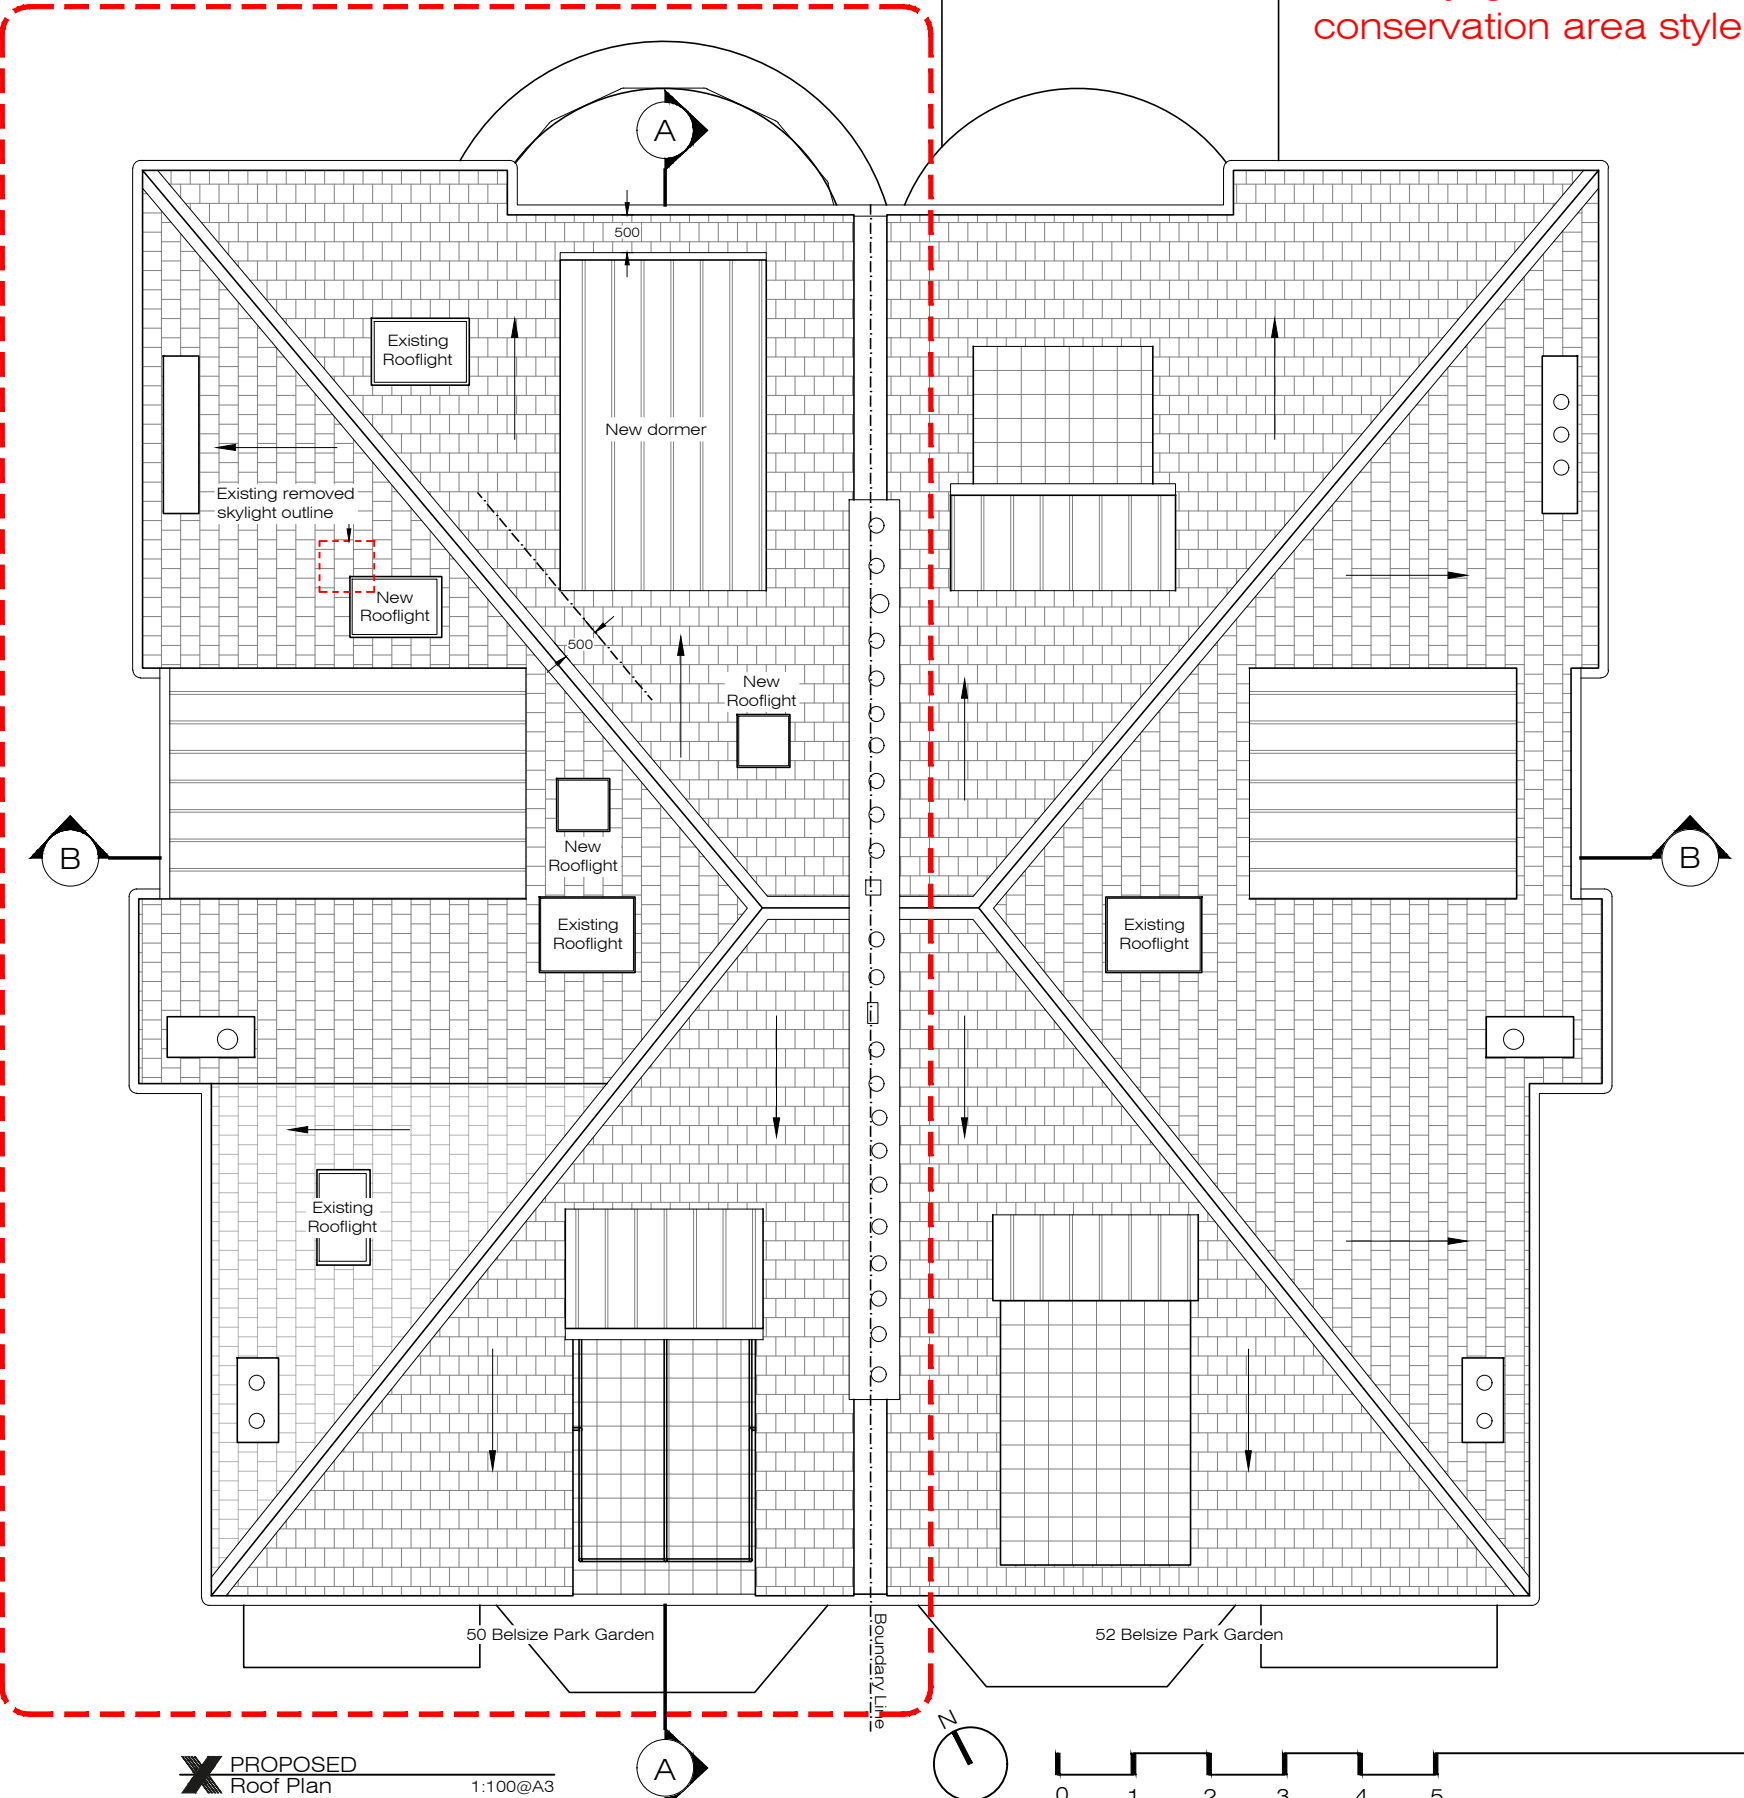 conservation area style
A
500
Existing
Rooflight
New dormer
Existing removed
skylight outline
New
Rooflight
500
New
Rooflight
New
Rooflight
B
B
Existing
Rooflight
Existing
Rooflight
Existing
Rooflight
50 Belsize Park Garden
52 Belsize Park Garden
Boundary Line
N
PROPOSED
Roof Plan
1:100@A3
A
0 1 2 3 4 5